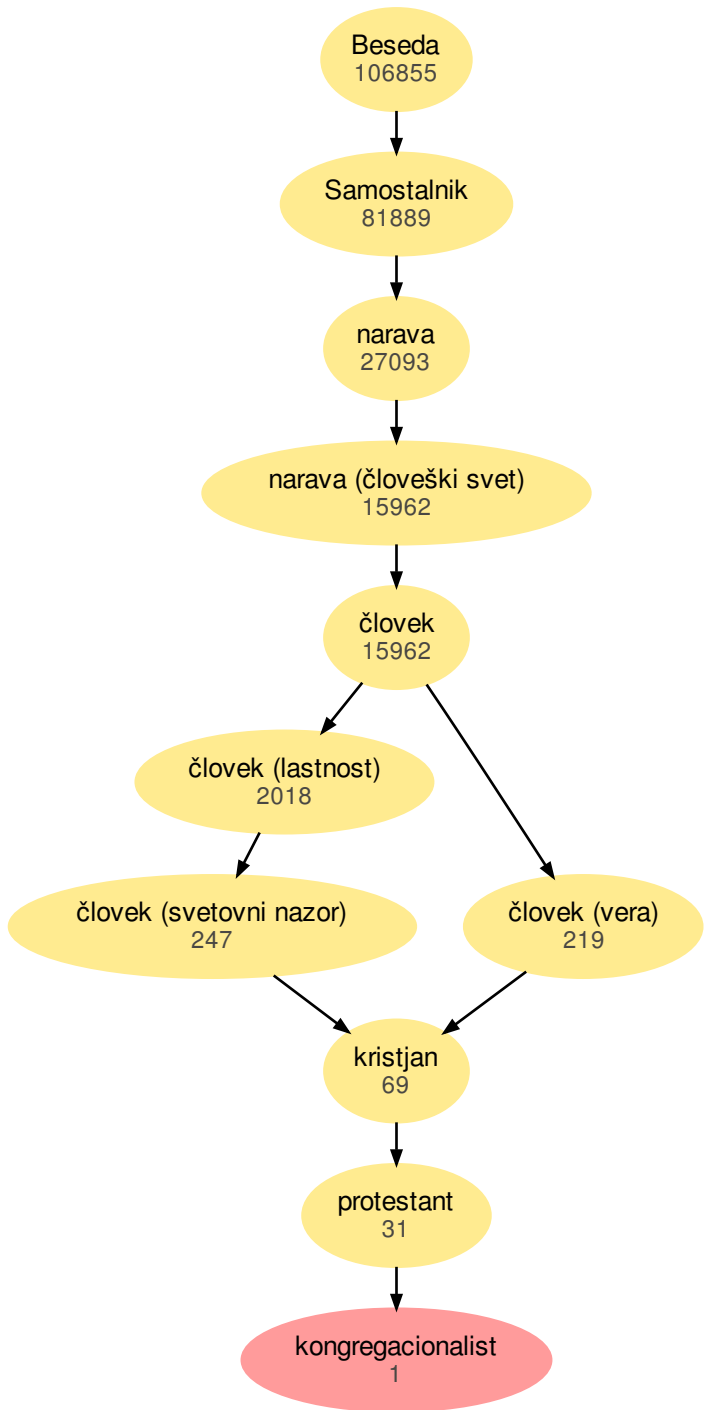 Beseda
106855
Samostalnik
81889
narava
27093
narava (človeški svet)
15962
človek
15962
človek (lastnost)
2018
človek (svetovni nazor)
247
človek (vera)
219
kristjan
69
protestant
31
kongregacionalist
1